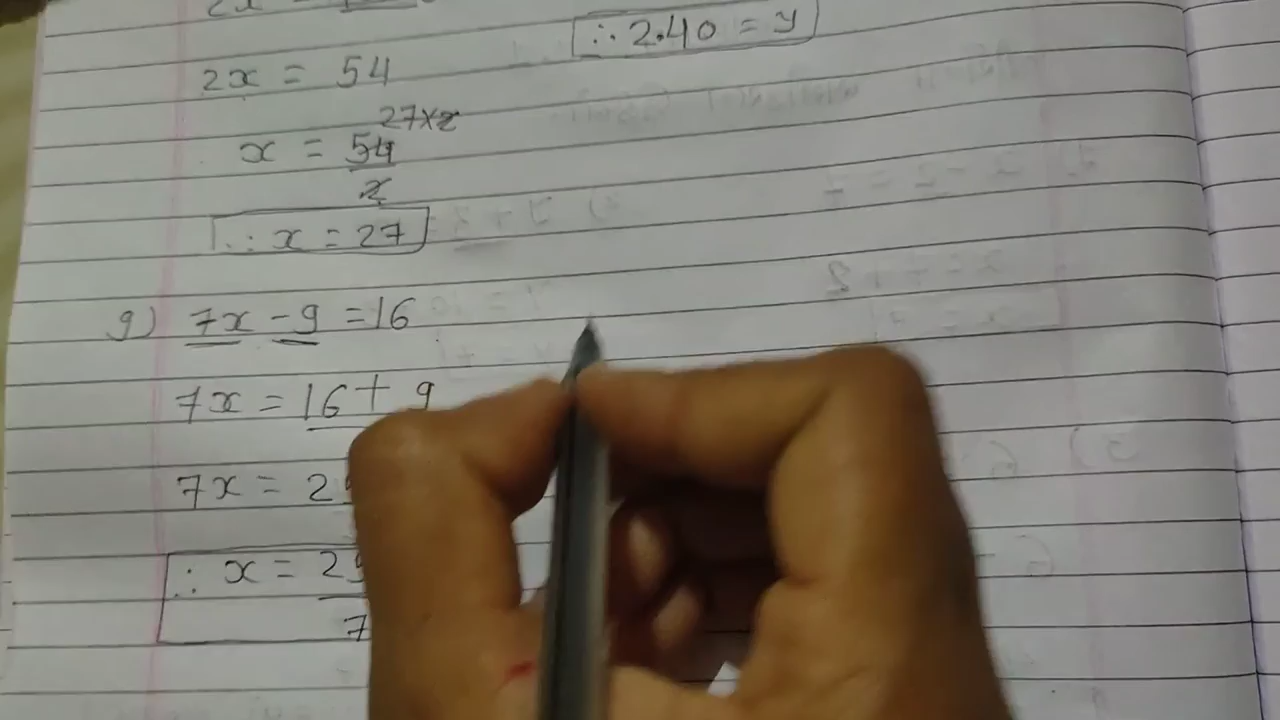 ∴ 2.40 = y
2x = 54
27×2
x = 54
2
∴ x = 27
9) 7x - 9 = 16
7x = 16 + 9
7x = 2
∴ x = 2
7